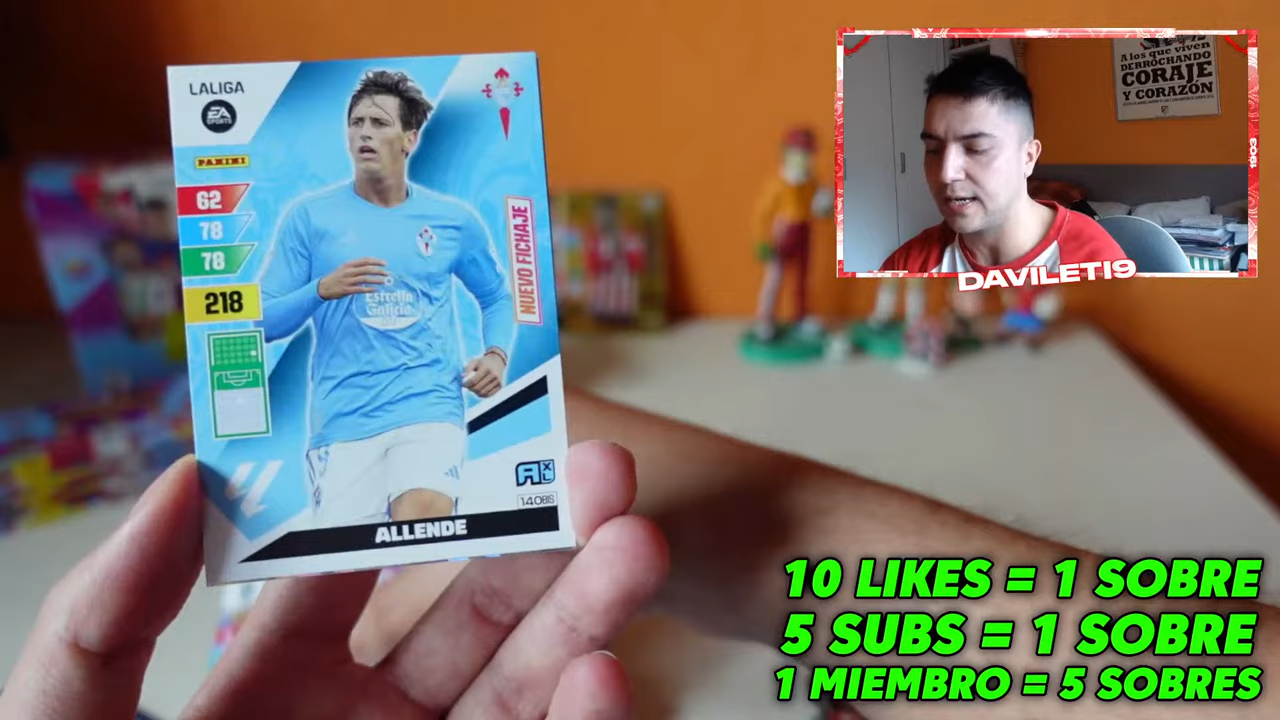 LALIGA
EA
SPORTS
PANINI
62
78
78
218
NUEVO FICHAJE
Estrella
Galicia
140BIS
ALLENDE
A los que viven
DERROCHANDO
CORAJE
Y CORAZÓN
1903
DAVILETI9
10 LIKES = 1 SOBRE
5 SUBS = 1 SOBRE
1 MIEMBRO = 5 SOBRES